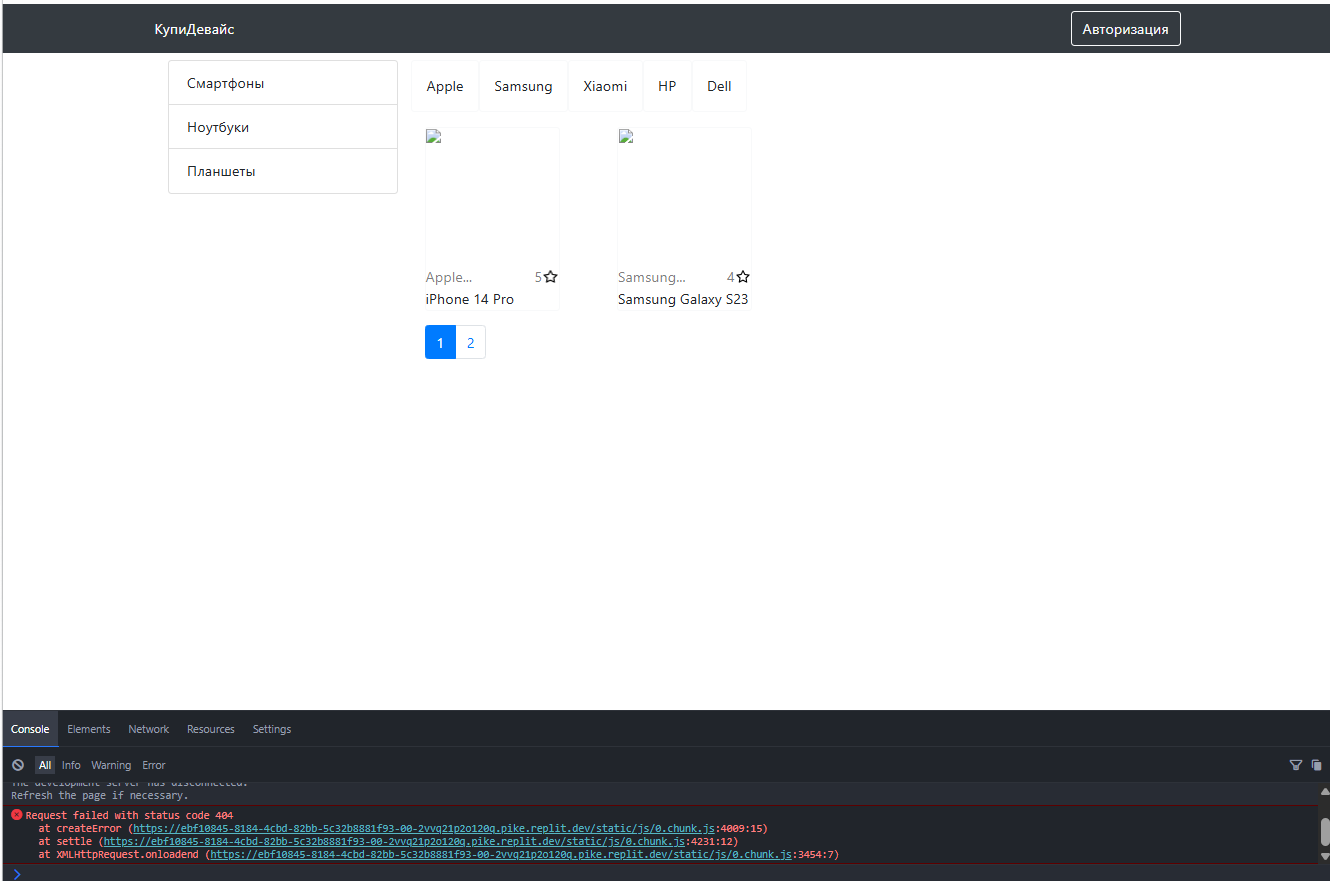 КупиДевайс
Авторизация
Смартфоны
Ноутбуки
Планшеты
Apple Samsung Xiaomi HP Dell
Apple... 5
iPhone 14 Pro
Samsung... 4
Samsung Galaxy S23
1 2
Console Elements Network Resources Settings
All Info Warning Error
The development server has disconnected.
Refresh the page if necessary.
Request failed with status code 404
at createError (https://ebf10845-8184-4cbd-82bb-5c32b8881f93-00-2vvq21p2o120q.pike.replit.dev/static/js/0.chunk.js:4009:15)
at settle (https://ebf10845-8184-4cbd-82bb-5c32b8881f93-00-2vvq21p2o120q.pike.replit.dev/static/js/0.chunk.js:4231:12)
at XMLHttpRequest.onloadend (https://ebf10845-8184-4cbd-82bb-5c32b8881f93-00-2vvq21p2o120q.pike.replit.dev/static/js/0.chunk.js:3454:7)